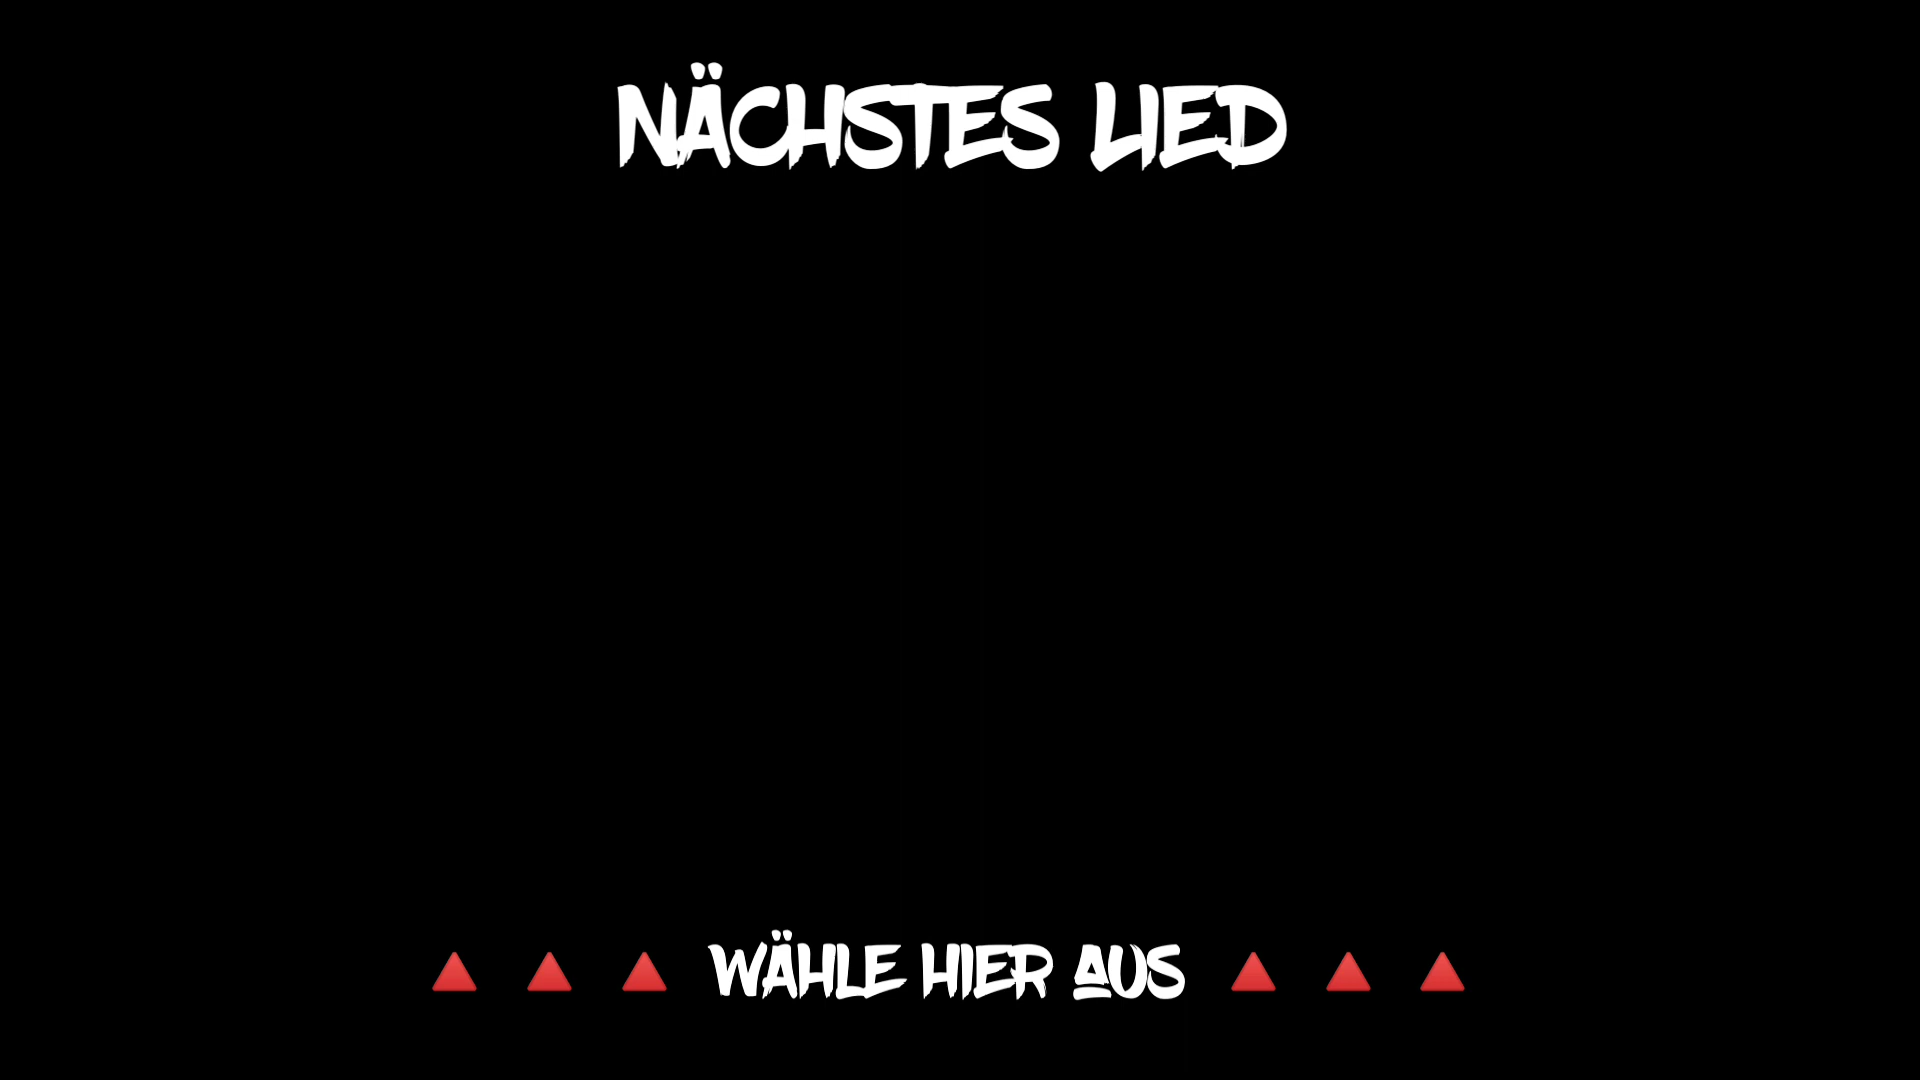 NÄCHSTES LIED
🔺 🔺 🔺 WÄHLE HIER AUS 🔺 🔺 🔺